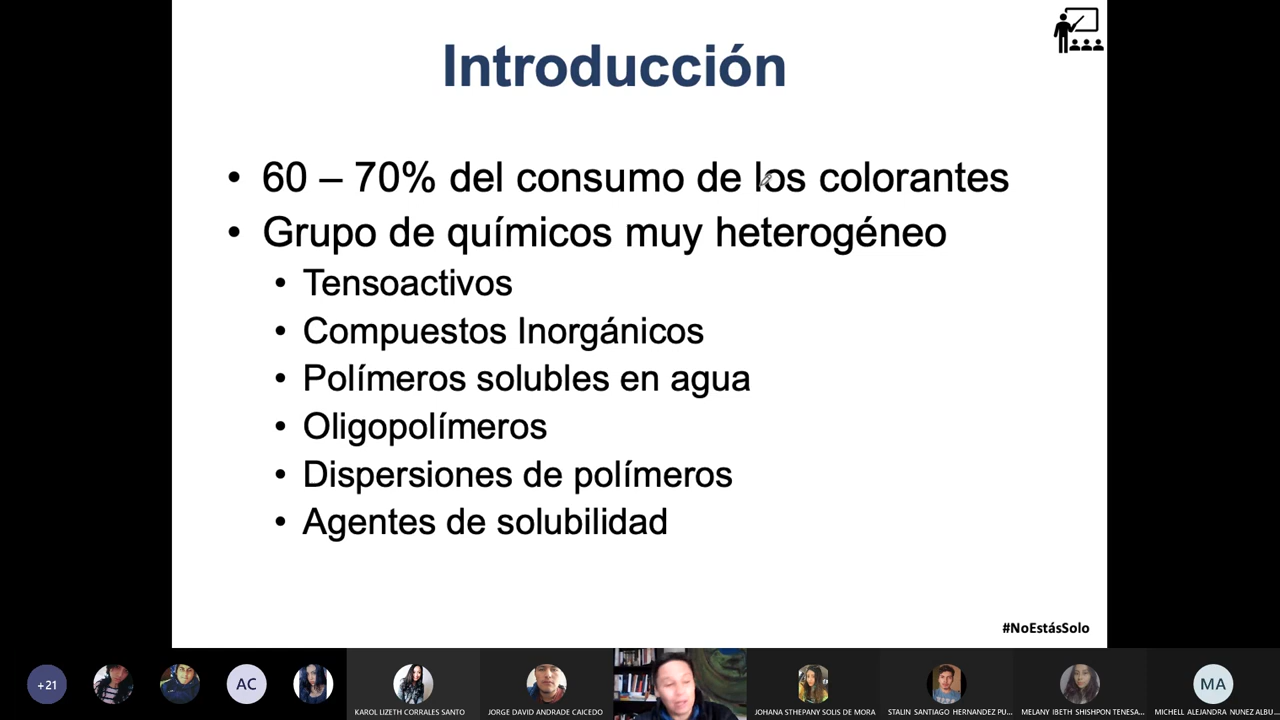 Introducción
• 60 – 70% del consumo de los colorantes
• Grupo de químicos muy heterogéneo
• Tensoactivos
• Compuestos Inorgánicos
• Polímeros solubles en agua
• Oligopolímeros
• Dispersiones de polímeros
• Agentes de solubilidad
#NoEstásSolo
+21
AC
MA
KAROL LIZETH CORRALES SANTO
JORGE DAVID ANDRADE CAICEDO
JOHANA STHEPANY SOLIS DE MORA
STALIN SANTIAGO HERNANDEZ PU...
MELANY IBETH SHISHPON TENESA...
MICHELL ALEJANDRA NUNEZ ALBU